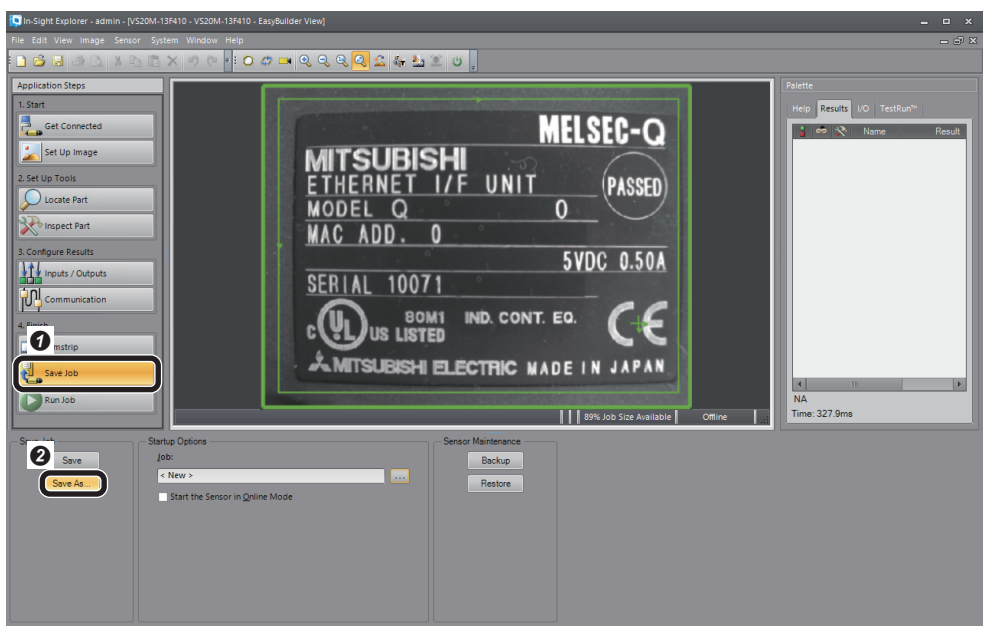 In-Sight Explorer - admin - [VS20M-13F410 - VS20M-13F410 - EasyBuilder View]
File Edit View Image Sensor System Window Help
Application Steps
1. Start
Get Connected
Set Up Image
2. Set Up Tools
Locate Part
Inspect Part
3. Configure Results
Inputs / Outputs
Communication
4. Finish
1
Save Job
Run Job
MELSEC-Q
MITSUBISHI
ETHERNET I/F UNIT
PASSED
MODEL Q 0
MAC ADD. 0
5VDC 0.50A
SERIAL 10071
80M1 IND. CONT. EQ.
C UL US LISTED
CE
MITSUBISHI ELECTRIC MADE IN JAPAN
89% Job Size Available Offline
Palette
Help Results I/O TestRun™
Name Result
NA
Time: 327.9ms
2
Save
Save As...
Startup Options
Job:
< New >
...
Start the Sensor in Online Mode
Sensor Maintenance
Backup
Restore